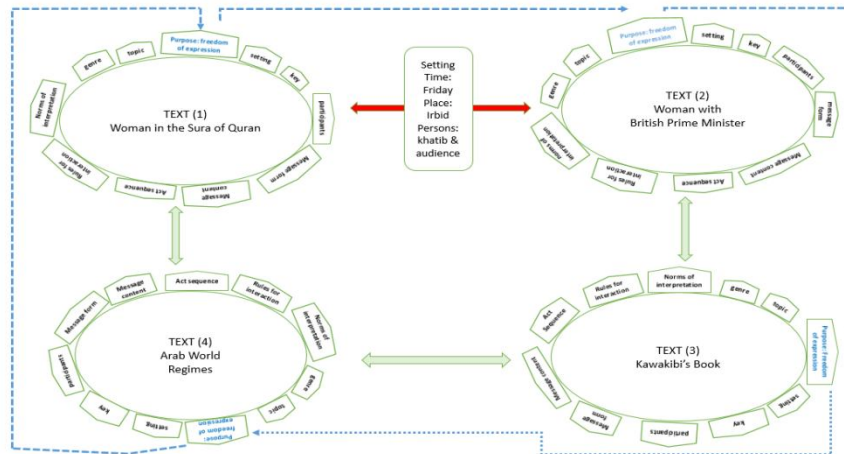 Purpose: freedom
of expression
setting
key
participants
Message form
Message
content
Act sequence
Rules for
interaction
Norms of
interpretation
genre
topic
TEXT (1)
Woman in the Sura of Quran
Setting
Time:
Friday
Place:
Irbid
Persons:
khatib &
audience
Purpose: freedom
of expression
setting
key
participants
message
form
Message content
Act sequence
Rules for
interaction
Norms of
interpretation
genre
topic
TEXT (2)
Woman with
British Prime Minister
Act sequence
Rules for interaction
Norms of
interpretation
genre
topic
Purpose:
freedom of
expression
setting
key
participants
Message form
Message
content
TEXT (4)
Arab World
Regimes
Norms of
interpretation
genre
topic
Purpose: Freedom
of expression
setting
key
participants
Message
form
Message content
Act
Sequence
Rules for
interaction
TEXT (3)
Kawakibi's Book